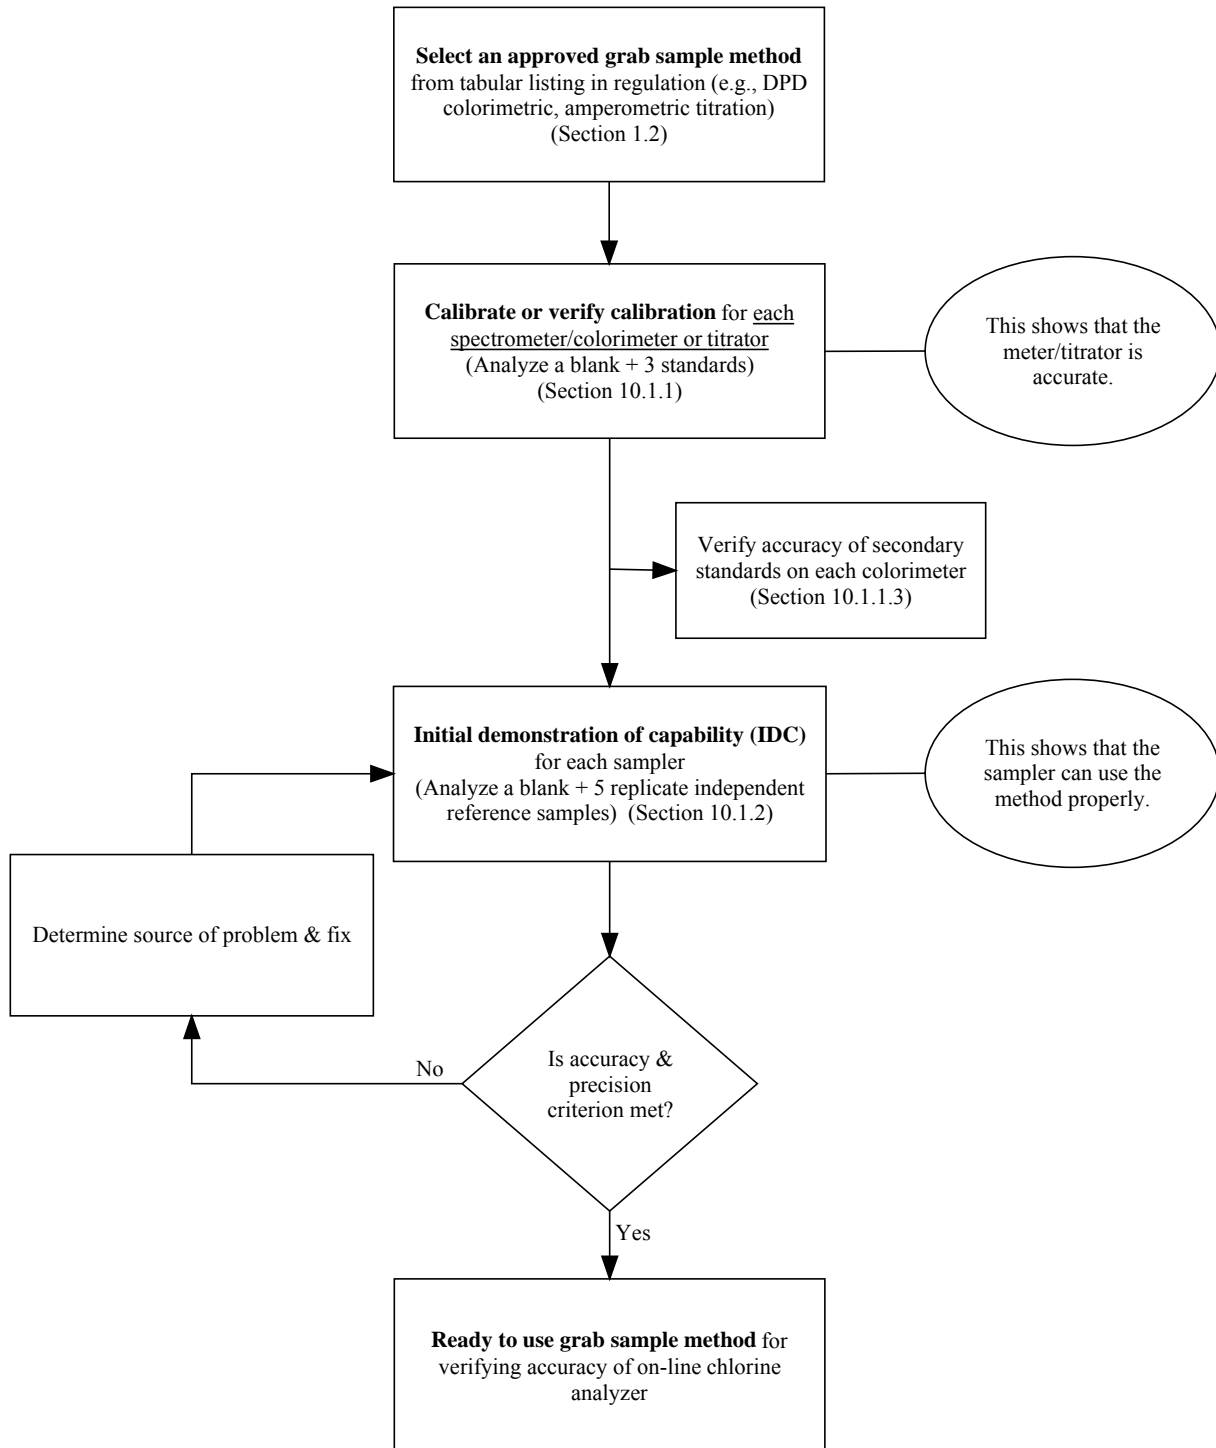 Select an approved grab sample method
from tabular listing in regulation (e.g., DPD
colorimetric, amperometric titration)
(Section 1.2)
Calibrate or verify calibration for each
spectrometer/colorimeter or titrator
(Analyze a blank + 3 standards)
(Section 10.1.1)
This shows that the
meter/titrator is
accurate.
Verify accuracy of secondary
standards on each colorimeter
(Section 10.1.1.3)
Initial demonstration of capability (IDC)
for each sampler
(Analyze a blank + 5 replicate independent
reference samples)  (Section 10.1.2)
This shows that the
sampler can use the
method properly.
Determine source of problem & fix
Is accuracy &
precision
criterion met?
No
Yes
Ready to use grab sample method for
verifying accuracy of on-line chlorine
analyzer